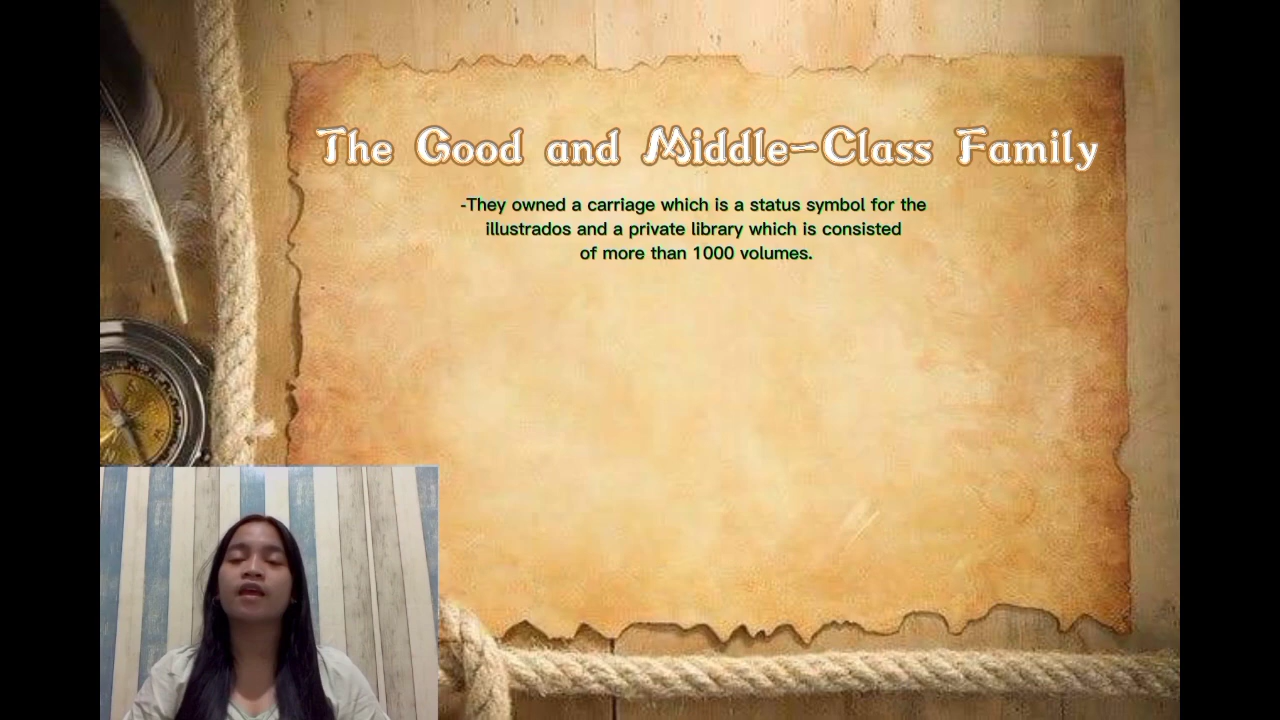 The Good and Middle-Class Family
-They owned a carriage which is a status symbol for the
illustrados and a private library which is consisted
of more than 1000 volumes.